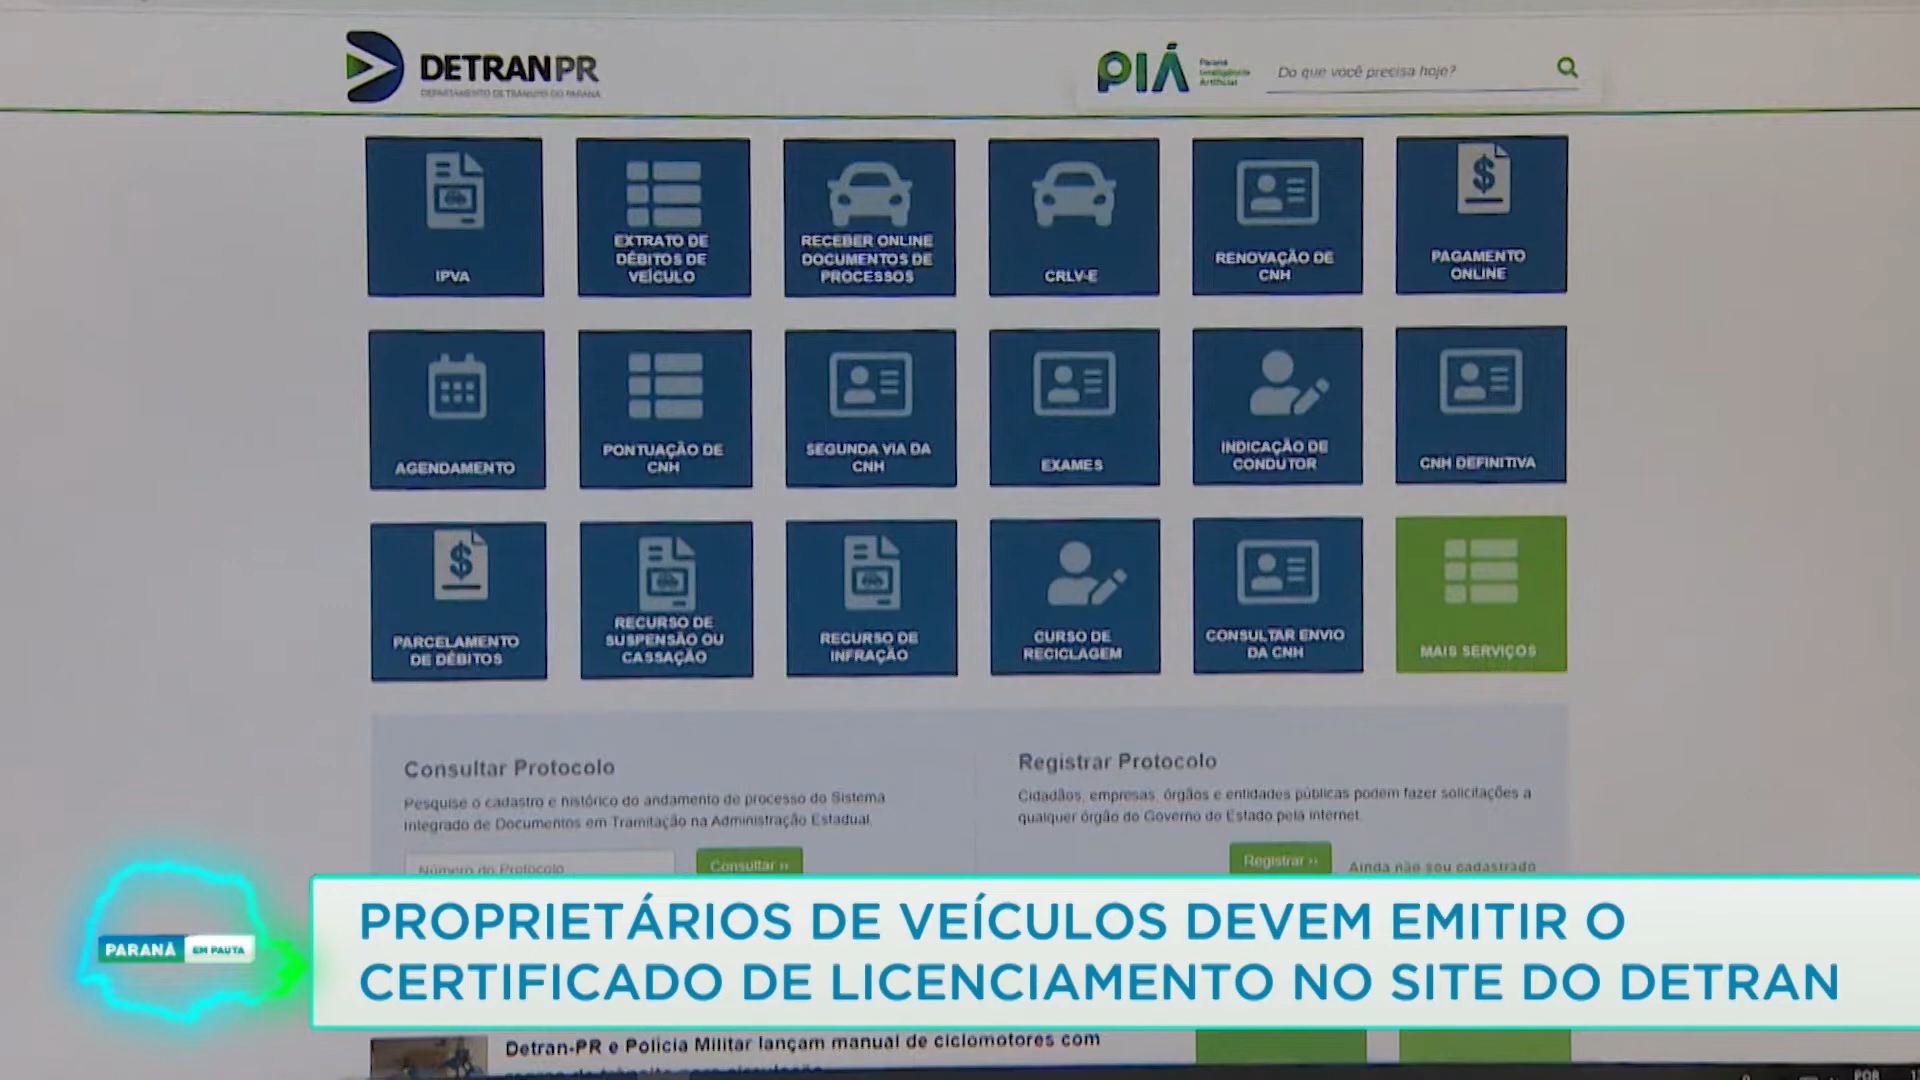 DETRANPR
DEPARTAMENTO DE TRÂNSITO DO PARANÁ
PIÁ
Paraná
Inteligência
Artificial
Do que você precisa hoje?
IPVA
EXTRATO DE
DÉBITOS DE
VEÍCULO
RECEBER ONLINE
DOCUMENTOS DE
PROCESSOS
CRLV-E
RENOVAÇÃO DE
CNH
PAGAMENTO
ONLINE
AGENDAMENTO
PONTUAÇÃO DE
CNH
SEGUNDA VIA DA
CNH
EXAMES
INDICAÇÃO DE
CONDUTOR
CNH DEFINITIVA
PARCELAMENTO
DE DÉBITOS
RECURSO DE
SUSPENSÃO OU
CASSAÇÃO
RECURSO DE
INFRAÇÃO
CURSO DE
RECICLAGEM
CONSULTAR ENVIO
DA CNH
MAIS SERVIÇOS
Consultar Protocolo
Pesquise o cadastro e histórico do andamento de processo do Sistema
Integrado de Documentos em Tramitação na Administração Estadual.
Número do Protocolo
Consultar ››
Registrar Protocolo
Cidadãos, empresas, órgãos e entidades públicas podem fazer solicitações a
qualquer órgão do Governo do Estado pela internet.
Registrar ››
Ainda não sou cadastrado
PARANÁ EM PAUTA
PROPRIETÁRIOS DE VEÍCULOS DEVEM EMITIR O
CERTIFICADO DE LICENCIAMENTO NO SITE DO DETRAN
Detran-PR e Polícia Militar lançam manual de ciclomotores com
POR